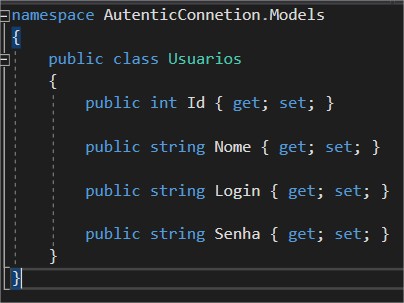 namespace AutenticConnetion.Models
{
public class Usuarios
{
public int Id { get; set; }
public string Nome { get; set; }
public string Login { get; set; }
public string Senha { get; set; }
}
}